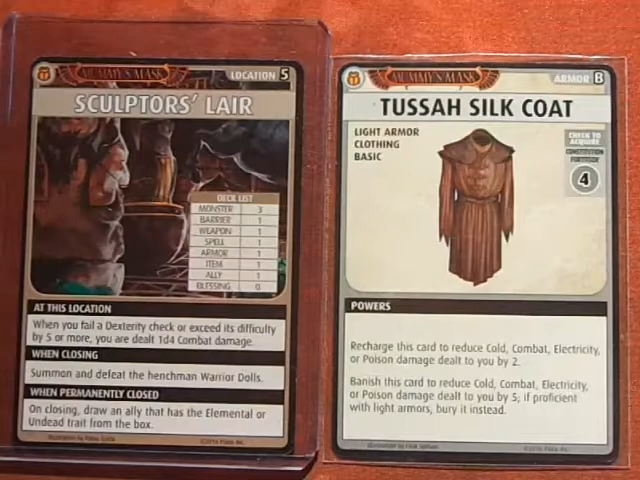 MUMMY'S MASK
LOCATION 5
SCULPTORS' LAIR
DECK LIST
MONSTER 3
BARRIER 1
WEAPON 1
SPELL 1
ARMOR 1
ITEM 1
ALLY 1
BLESSING 0
AT THIS LOCATION
When you fail a Dexterity check or exceed its difficulty
by 5 or more, you are dealt 1d4 Combat damage.
WHEN CLOSING
Summon and defeat the henchman Warrior Dolls.
WHEN PERMANENTLY CLOSED
On closing, draw an ally that has the Elemental or
Undead trait from the box.
©2014 Paizo Inc.
MUMMY'S MASK
ARMOR B
TUSSAH SILK COAT
LIGHT ARMOR
CLOTHING
BASIC
CHECK TO
ACQUIRE
CONSTITUTION
FORTITUDE
4
POWERS
Recharge this card to reduce Cold, Combat, Electricity,
or Poison damage dealt to you by 2.
Banish this card to reduce Cold, Combat, Electricity,
or Poison damage dealt to you by 5; if proficient
with light armors, bury it instead.